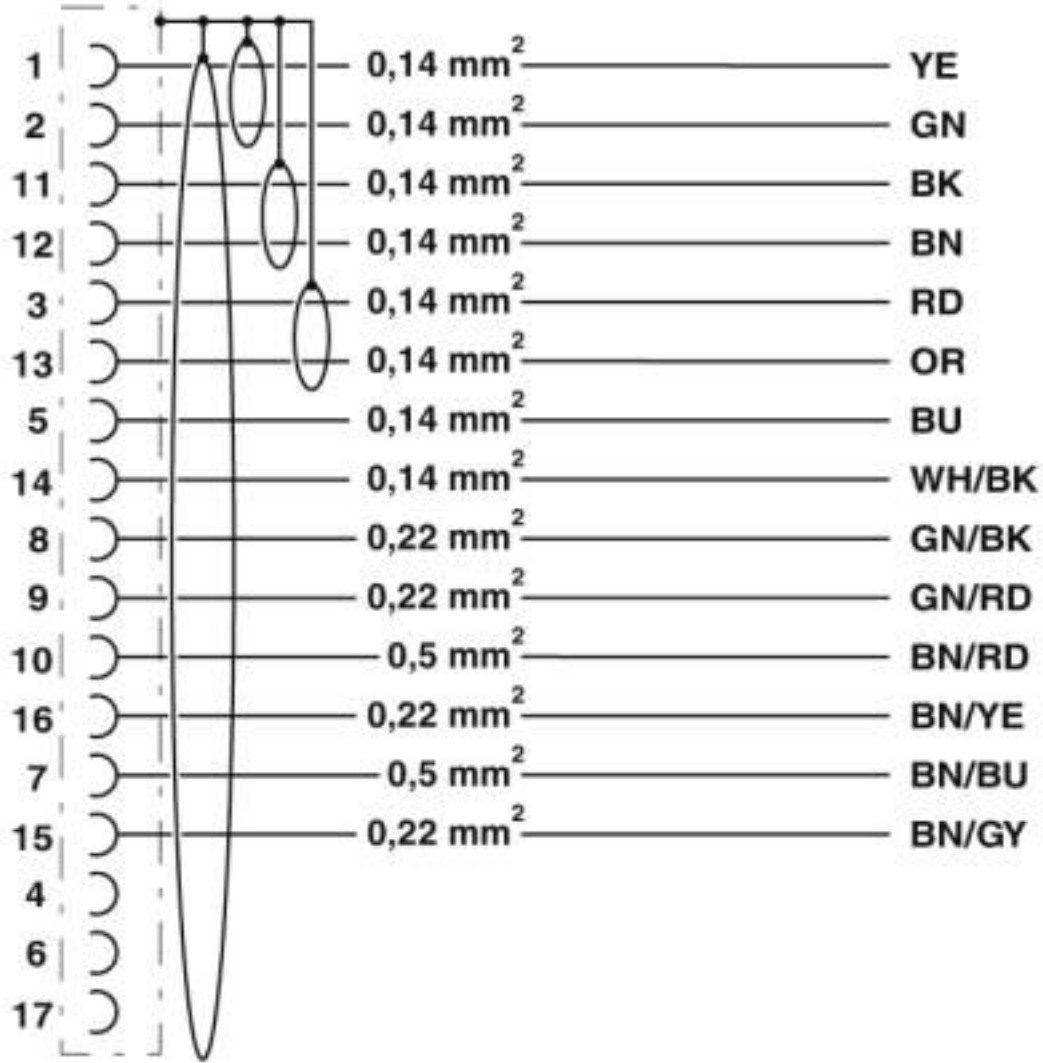 1 0,14 mm² YE
2 0,14 mm² GN
11 0,14 mm² BK
12 0,14 mm² BN
3 0,14 mm² RD
13 0,14 mm² OR
5 0,14 mm² BU
14 0,14 mm² WH/BK
8 0,22 mm² GN/BK
9 0,22 mm² GN/RD
10 0,5 mm² BN/RD
16 0,22 mm² BN/YE
7 0,5 mm² BN/BU
15 0,22 mm² BN/GY
4
6
17